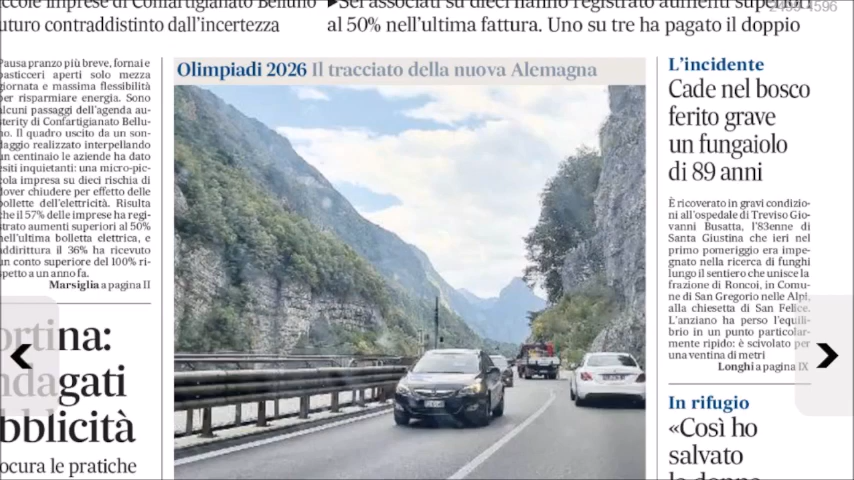 ccole imprese di Confartigianato Belluno
uturo contraddistinto dall'incertezza
Sei associati su dieci hanno registrato aumenti superiori
al 50% nell'ultima fattura. Uno su tre ha pagato il doppio
2499-1596
Pausa pranzo più breve, fornai e
pasticceri aperti solo mezza
giornata e massima flessibilità
per risparmiare energia. Sono
alcuni passaggi dell'agenda au-
sterity di Confartigianato Bellu-
no. Il quadro uscito da un son-
daggio realizzato interpellando
un centinaio le aziende ha dato
esiti inquietanti: una micro-pic-
cola impresa su dieci rischia di
dover chiudere per effetto delle
bollette dell'elettricità. Risulta
che il 57% delle imprese ha regi-
strato aumenti superiori al 50%
nell'ultima bolletta elettrica, e
addirittura il 36% ha ricevuto
un conto superiore del 100% ri-
spetto a un anno fa.
Marsiglia a pagina II
ortina:
ndagati
bblicità
ocura le pratiche
Olimpiadi 2026 Il tracciato della nuova Alemagna
L'incidente
Cade nel bosco
ferito grave
un fungaiolo
di 89 anni
È ricoverato in gravi condizio-
ni all'ospedale di Treviso Gio-
vanni Busatta, l'83enne di
Santa Giustina che ieri nel
primo pomeriggio era impe-
gnato nella ricerca di funghi
lungo il sentiero che unisce la
frazione di Roncoi, in Comu-
ne di San Gregorio nelle Alpi,
alla chiesetta di San Felice.
L'anziano ha perso l'equili-
brio in un punto particolar-
mente ripido: è scivolato per
una ventina di metri
Longhi a pagina IX
In rifugio
«Così ho
salvato